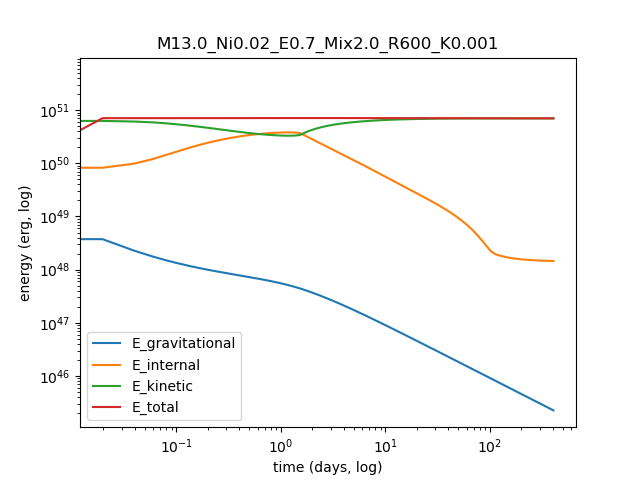 M13.0_Ni0.02_E0.7_Mix2.0_R600_K0.001
energy (erg, log)
10^51
10^50
10^49
10^48
10^47
10^46
E_gravitational
E_internal
E_kinetic
E_total
10^-1
10^0
10^1
10^2
time (days, log)